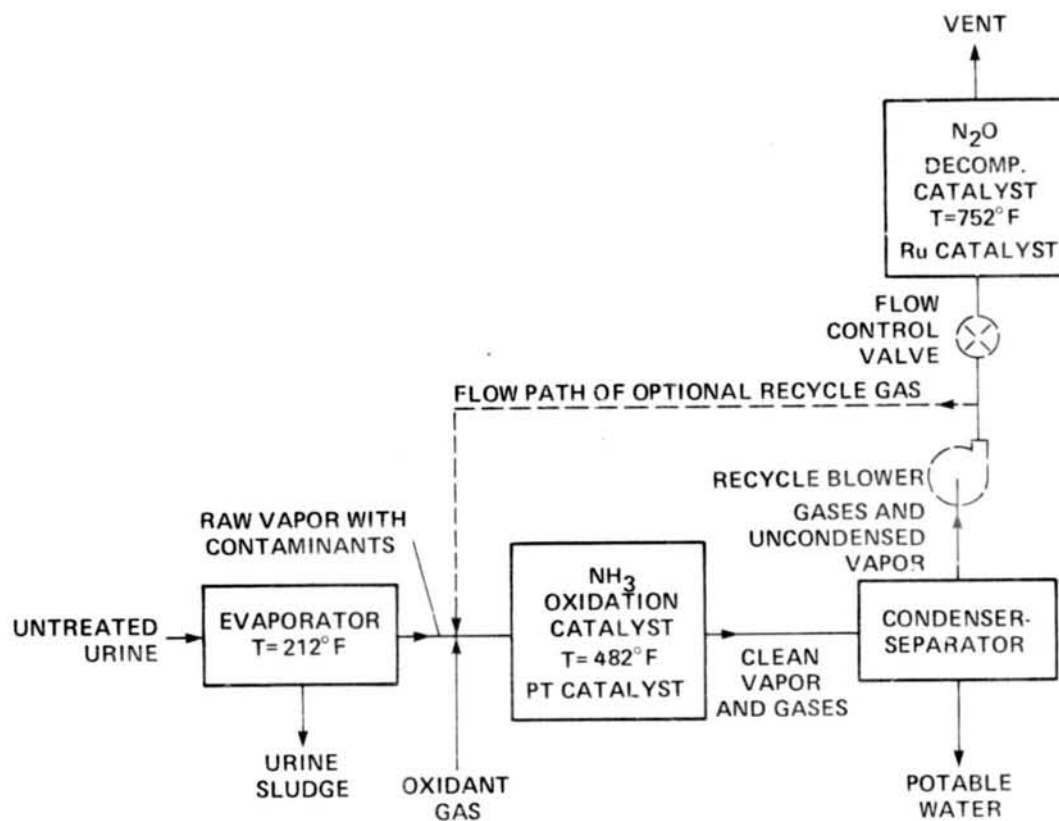 VENT
N₂O
DECOMP.
CATALYST
T=752°F
Ru CATALYST
FLOW
CONTROL
VALVE
FLOW PATH OF OPTIONAL RECYCLE GAS
RECYCLE BLOWER
GASES AND
UNCONDENSED
VAPOR
RAW VAPOR WITH
CONTAMINANTS
UNTREATED
URINE
EVAPORATOR
T= 212°F
NH₃
OXIDATION
CATALYST
T= 482°F
PT CATALYST
CLEAN
VAPOR
AND GASES
CONDENSER-
SEPARATOR
URINE
SLUDGE
OXIDANT
GAS
POTABLE
WATER